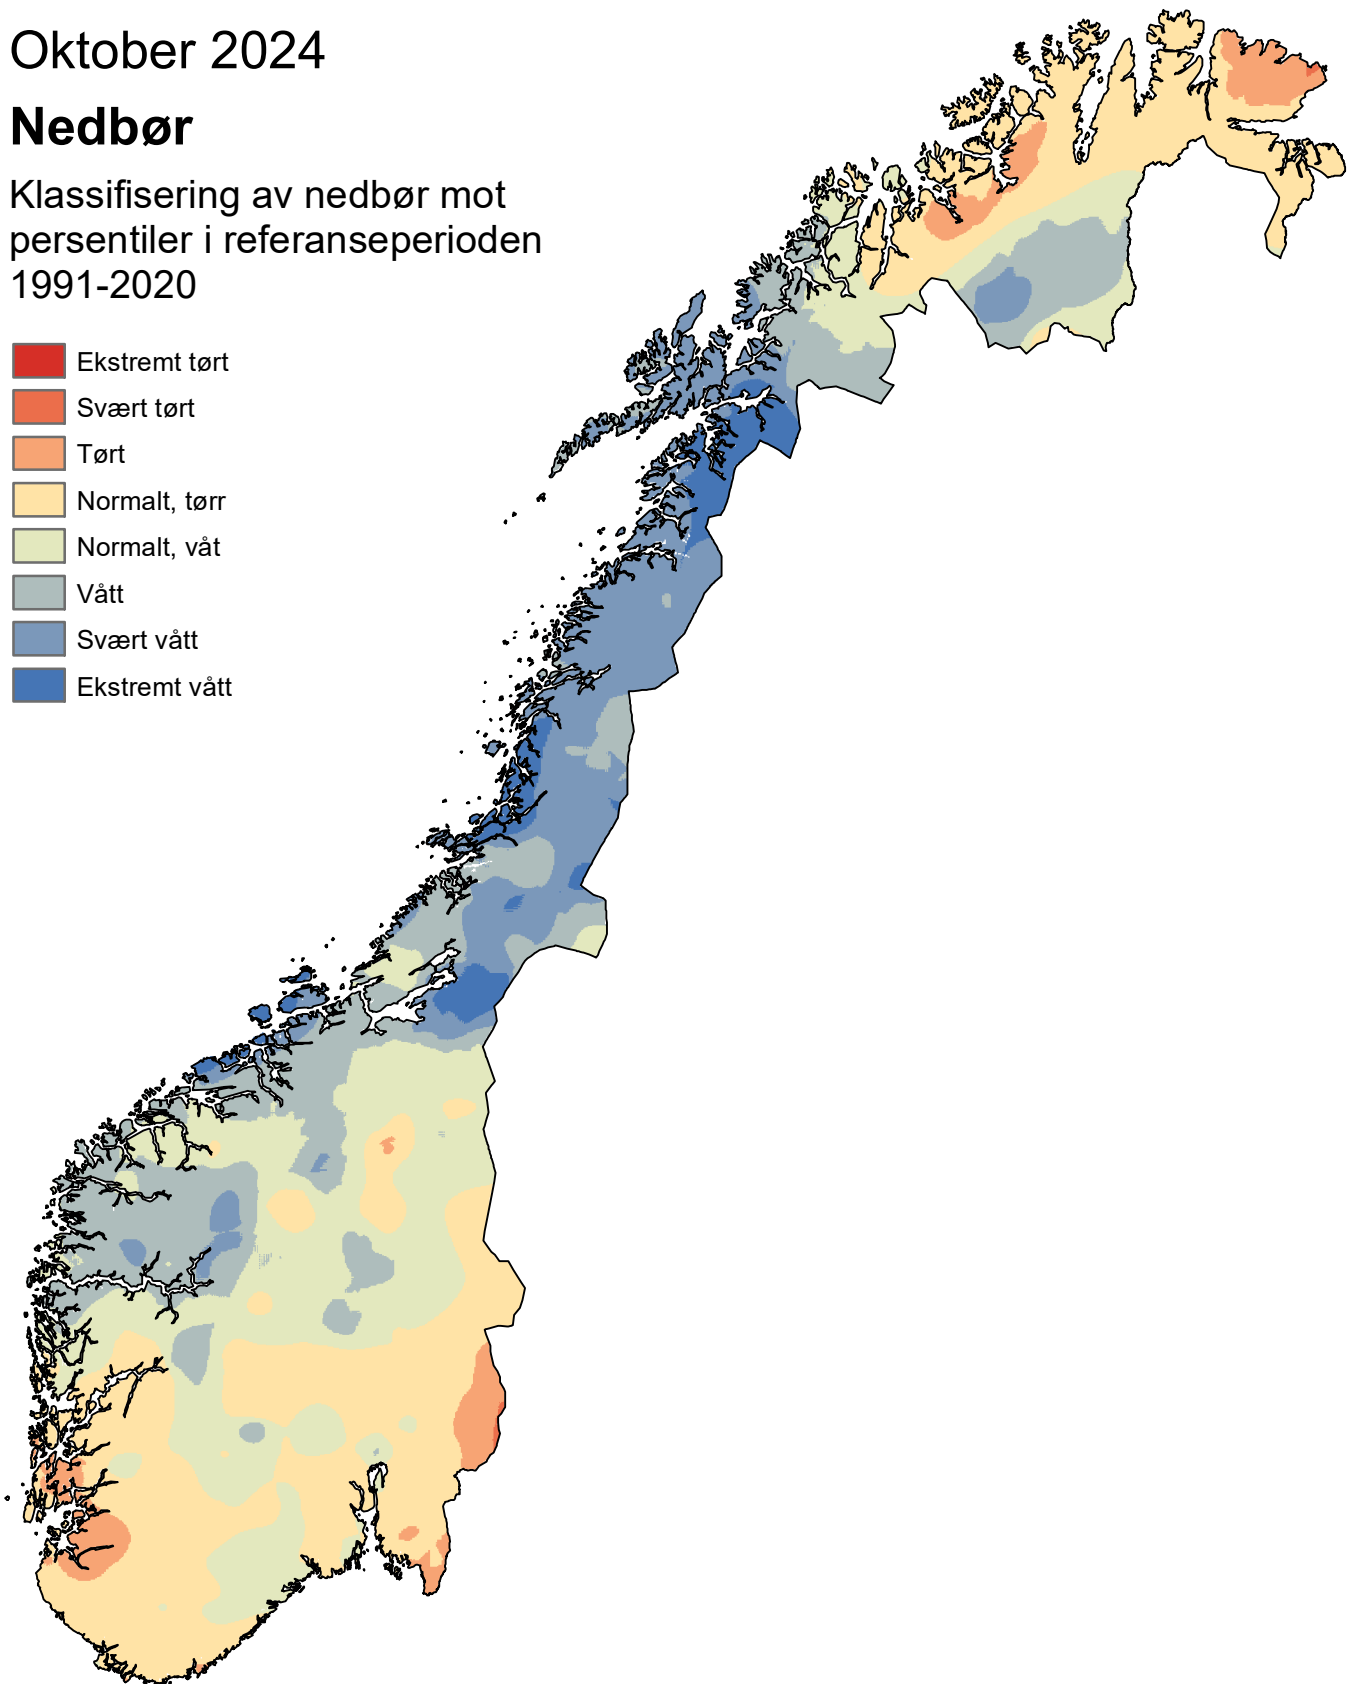 Oktober 2024
Nedbør
Klassifisering av nedbør mot
persentiler i referanseperioden
1991-2020
Ekstremt tørt
Svært tørt
Tørt
Normalt, tørr
Normalt, våt
Vått
Svært vått
Ekstremt vått